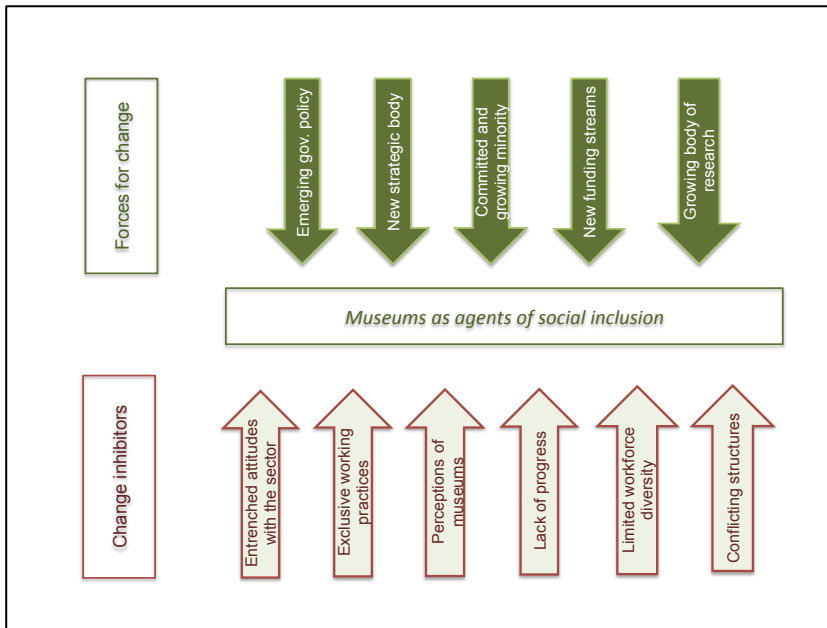 Forces for change
Emerging gov. policy
New strategic body
Committed and
growing minority
New funding streams
Growing body of
research
Museums as agents of social inclusion
Change inhibitors
Entrenched attitudes
with the sector
Exclusive working
practices
Perceptions of
museums
Lack of progress
Limited workforce
diversity
Conflicting structures